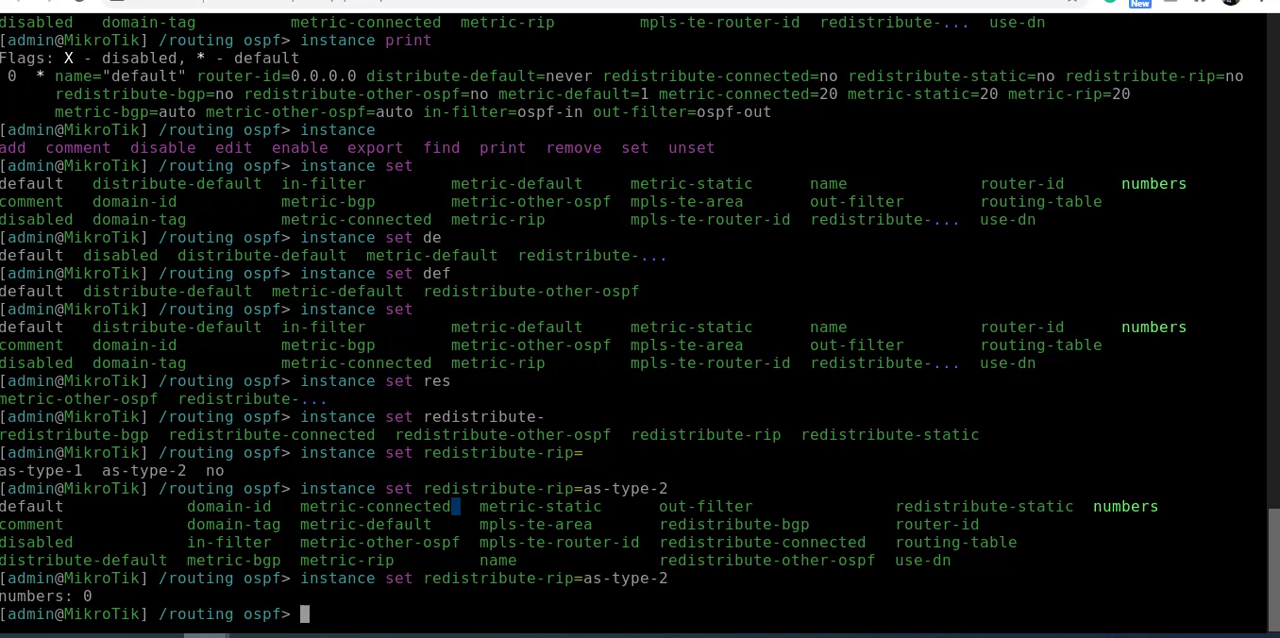 New
disabled domain-tag metric-connected metric-rip mpls-te-router-id redistribute-... use-dn
[admin@MikroTik] /routing ospf> instance print
Flags: X - disabled, * - default
0 * name="default" router-id=0.0.0.0 distribute-default=never redistribute-connected=no redistribute-static=no redistribute-rip=no
redistribute-bgp=no redistribute-other-ospf=no metric-default=1 metric-connected=20 metric-static=20 metric-rip=20
metric-bgp=auto metric-other-ospf=auto in-filter=ospf-in out-filter=ospf-out
[admin@MikroTik] /routing ospf> instance
add comment disable edit enable export find print remove set unset
[admin@MikroTik] /routing ospf> instance set
default distribute-default in-filter metric-default metric-static name router-id numbers
comment domain-id metric-bgp metric-other-ospf mpls-te-area out-filter routing-table
disabled domain-tag metric-connected metric-rip mpls-te-router-id redistribute-... use-dn
[admin@MikroTik] /routing ospf> instance set de
default disabled distribute-default metric-default redistribute-...
[admin@MikroTik] /routing ospf> instance set def
default distribute-default metric-default redistribute-other-ospf
[admin@MikroTik] /routing ospf> instance set
default distribute-default in-filter metric-default metric-static name router-id numbers
comment domain-id metric-bgp metric-other-ospf mpls-te-area out-filter routing-table
disabled domain-tag metric-connected metric-rip mpls-te-router-id redistribute-... use-dn
[admin@MikroTik] /routing ospf> instance set res
metric-other-ospf redistribute-...
[admin@MikroTik] /routing ospf> instance set redistribute-
redistribute-bgp redistribute-connected redistribute-other-ospf redistribute-rip redistribute-static
[admin@MikroTik] /routing ospf> instance set redistribute-rip=
as-type-1 as-type-2 no
[admin@MikroTik] /routing ospf> instance set redistribute-rip=as-type-2
default domain-id metric-connected metric-static out-filter redistribute-static numbers
comment domain-tag metric-default mpls-te-area redistribute-bgp router-id
disabled in-filter metric-other-ospf mpls-te-router-id redistribute-connected routing-table
distribute-default metric-bgp metric-rip name redistribute-other-ospf use-dn
[admin@MikroTik] /routing ospf> instance set redistribute-rip=as-type-2
numbers: 0
[admin@MikroTik] /routing ospf>